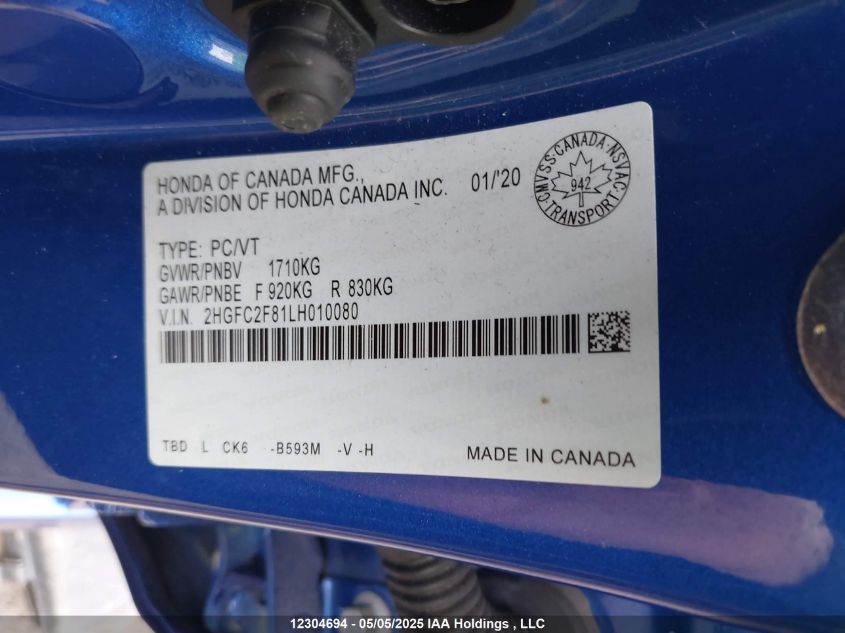 HONDA OF CANADA MFG.,
A DIVISION OF HONDA CANADA INC. 01/'20
CMVSS·CANADA·NSVAC
942
TRANSPORT
TYPE: PC/VT
GVWR/PNBV 1710KG
GAWR/PNBE F 920KG R 830KG
V.I.N. 2HGFC2F81LH010080
TBD L CK6 -B593M -V -H
MADE IN CANADA
12304694 - 05/05/2025 IAA Holdings , LLC